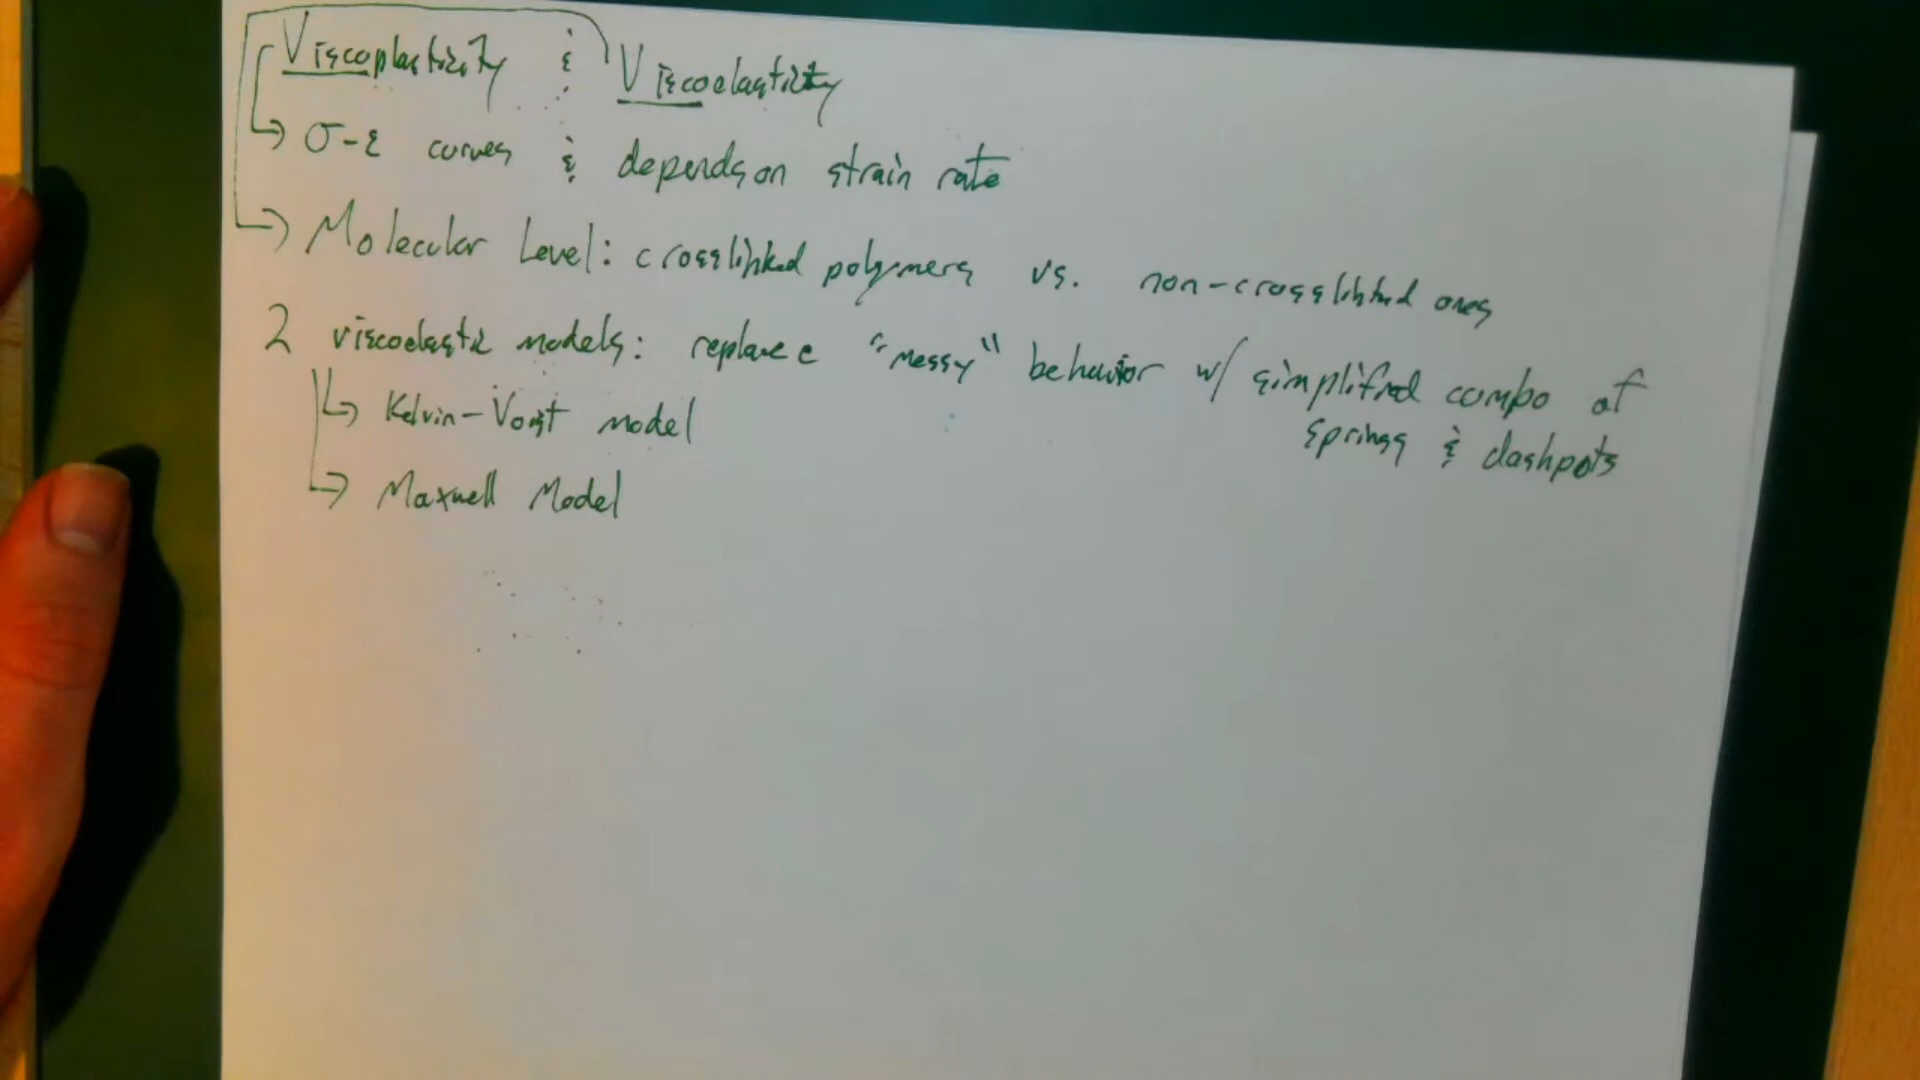 Viscoplasticity & Viscoelasticity
→ σ-ε curves & depends on strain rate
→ Molecular Level: crosslinked polymers vs. non-crosslinked ones
2 viscoelastic models: replace "messy" behavior w/ simplified combo of
springs & dashpots
↳ Kelvin-Voigt model
→ Maxwell Model